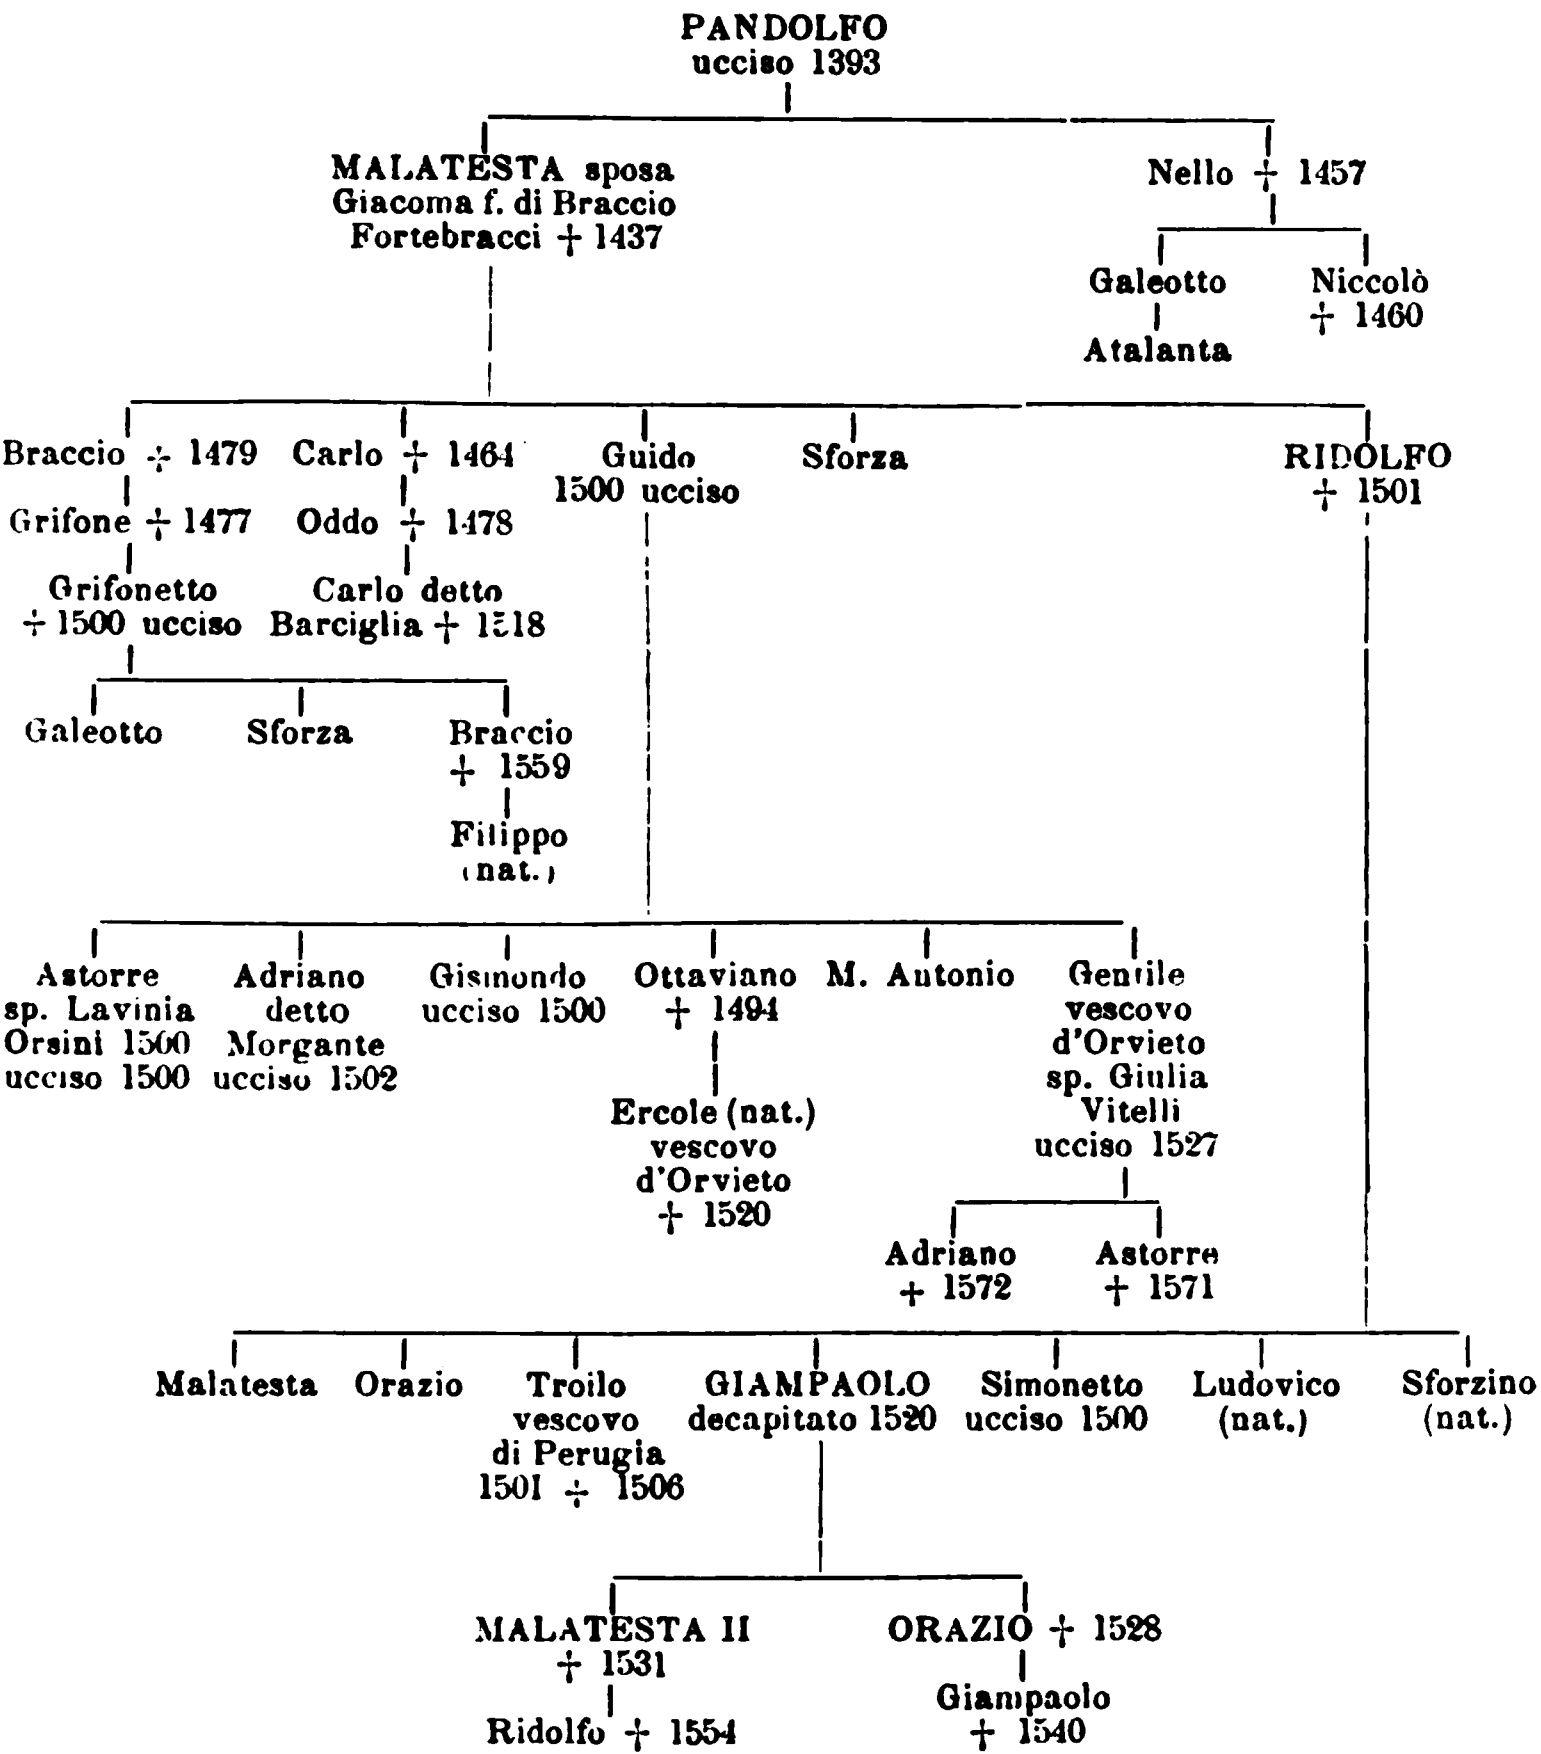 PANDOLFO
ucciso 1393
MALATESTA sposa
Giacoma f. di Braccio
Fortebracci † 1437
Nello † 1457
Galeotto
Niccolò
† 1460
Atalanta
Braccio † 1479
Carlo † 1464
Guido
1500 ucciso
Sforza
RIDOLFO
† 1501
Grifone † 1477
Oddo † 1478
Grifonetto
† 1500 ucciso
Carlo detto
Barciglia † 1518
Galeotto
Sforza
Braccio
† 1559
Filippo
(nat.)
Astorre
sp. Lavinia
Orsini 1500
ucciso 1500
Adriano
detto
Morgante
ucciso 1502
Gismondo
ucciso 1500
Ottaviano
† 1494
M. Autonio
Gentile
vescovo
d'Orvieto
sp. Giulia
Vitelli
ucciso 1527
Ercole (nat.)
vescovo
d'Orvieto
† 1520
Adriano
† 1572
Astorre
† 1571
Malatesta
Orazio
Troilo
vescovo
di Perugia
1501 † 1506
GIAMPAOLO
decapitato 1520
Simonetto
ucciso 1500
Ludovico
(nat.)
Sforzino
(nat.)
MALATESTA II
† 1531
ORAZIO † 1528
Ridolfo † 1554
Giampaolo
† 1540